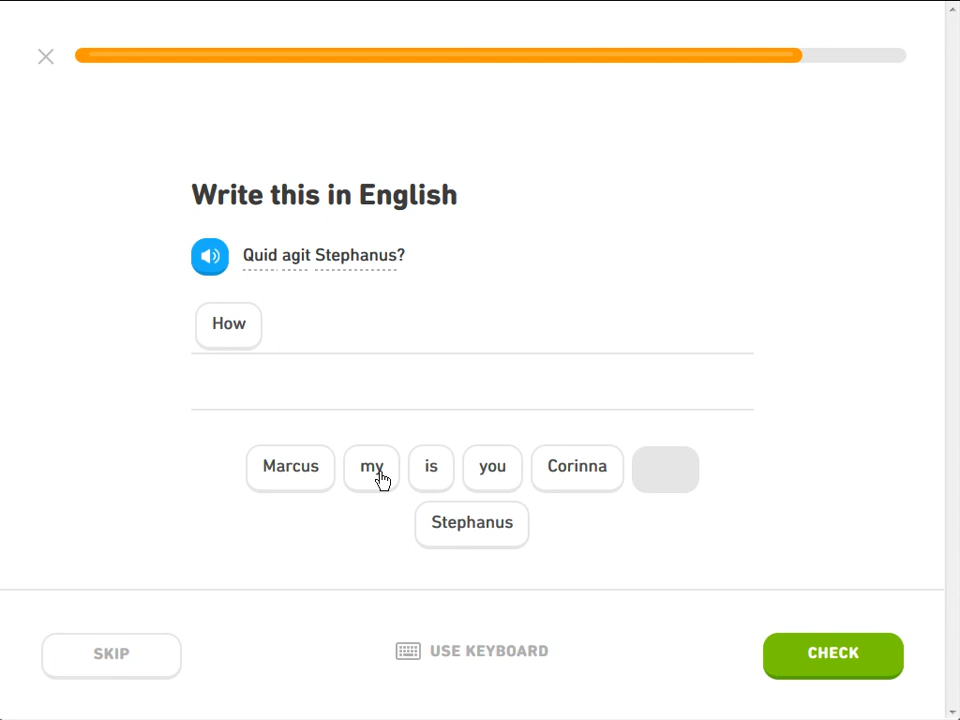 Write this in English
Quid agit Stephanus?
How
Marcus my is you Corinna
Stephanus
SKIP USE KEYBOARD CHECK